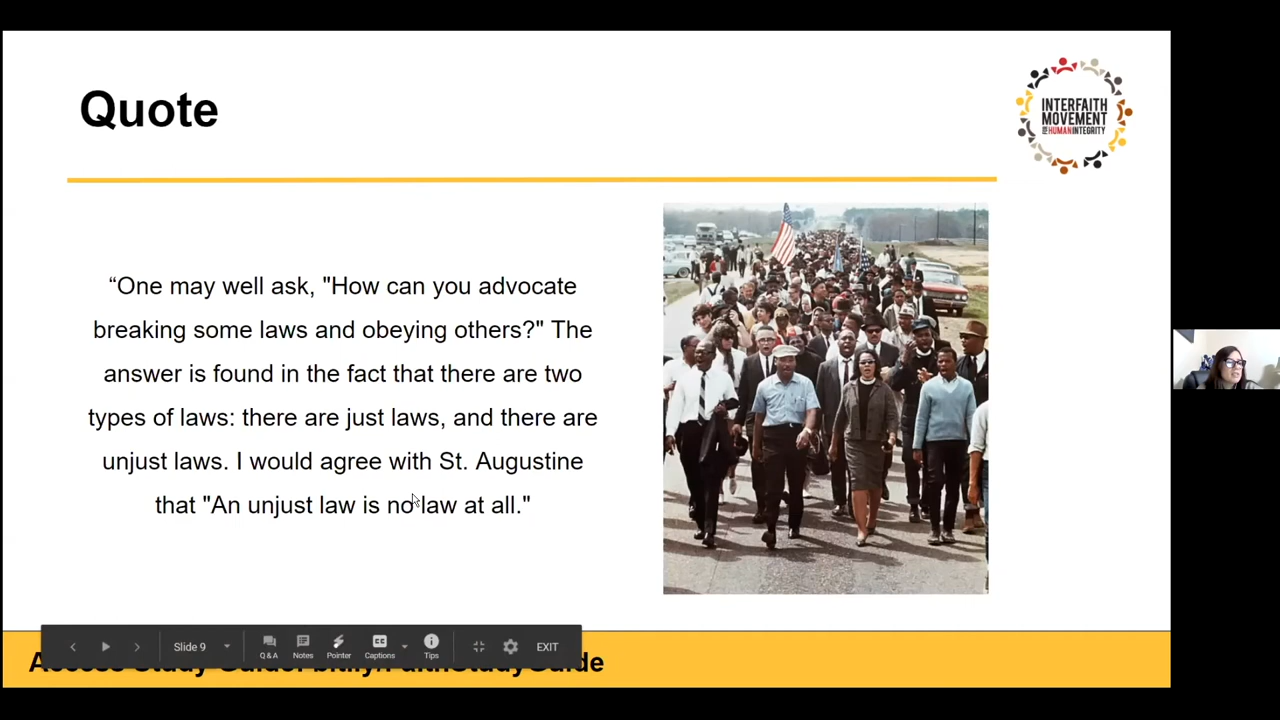 Quote
INTERFAITH
MOVEMENT
FOR HUMAN INTEGRITY
“One may well ask, "How can you advocate
breaking some laws and obeying others?" The
answer is found in the fact that there are two
types of laws: there are just laws, and there are
unjust laws. I would agree with St. Augustine
that "An unjust law is no law at all."
Slide 9
Q&A
Notes
Pointer
Captions
Tips
EXIT